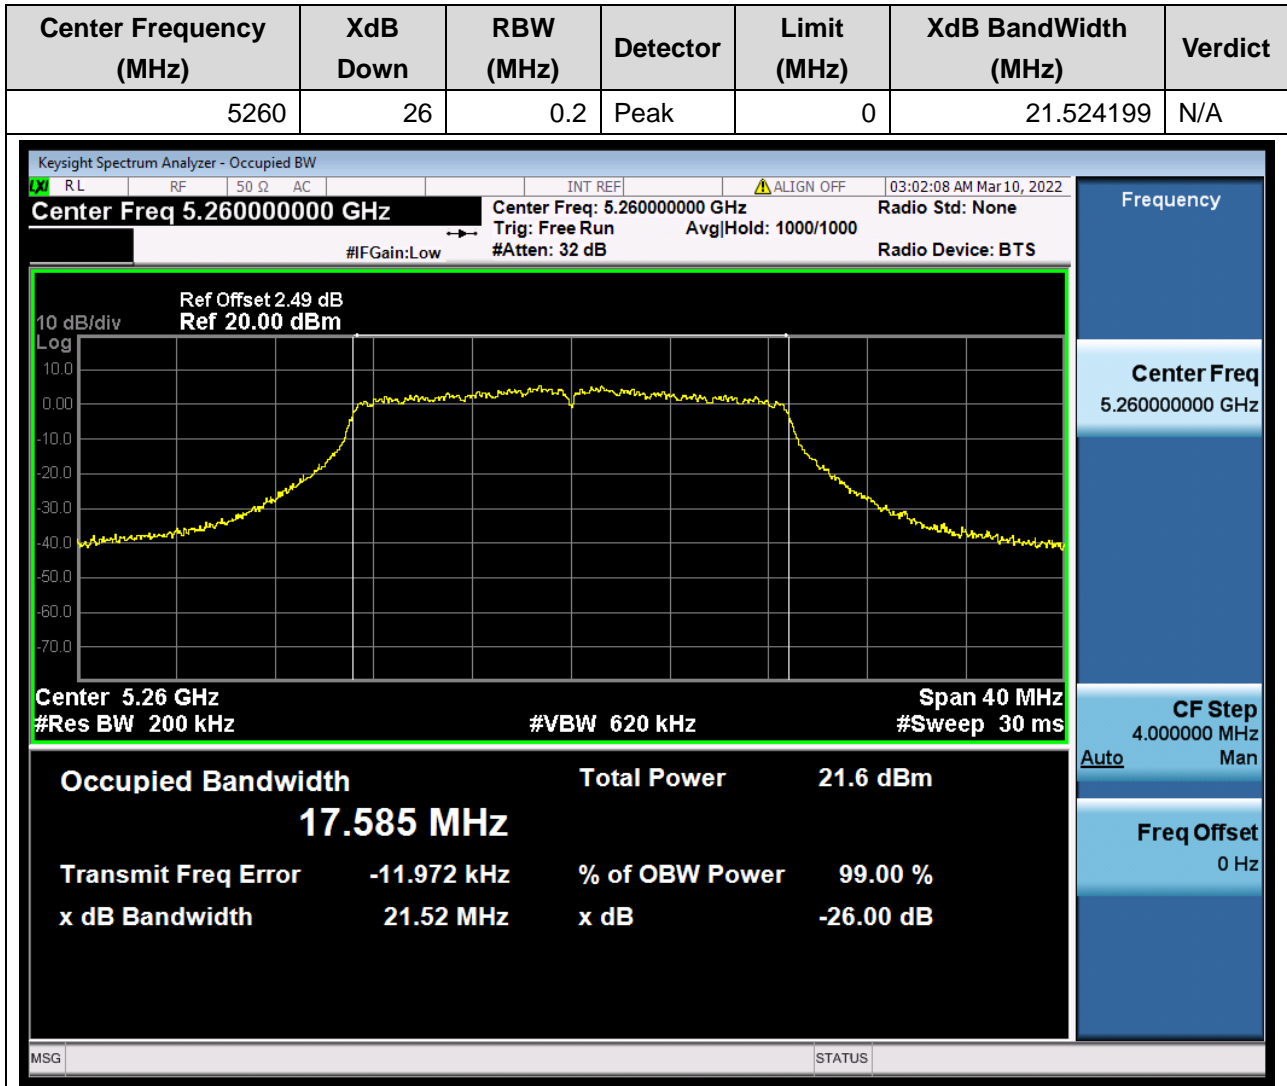 Center Frequency (MHz) XdB Down RBW (MHz) Detector Limit (MHz) XdB BandWidth (MHz) Verdict
5260 26 0.2 Peak 0 21.524199 N/A
Keysight Spectrum Analyzer - Occupied BW
LXI RL RF 50 Ω AC INT REF ALIGN OFF 03:02:08 AM Mar 10, 2022
Center Freq 5.260000000 GHz
Center Freq: 5.260000000 GHz Radio Std: None
Trig: Free Run Avg|Hold: 1000/1000
#IFGain:Low #Atten: 32 dB Radio Device: BTS
Ref Offset 2.49 dB
10 dB/div Ref 20.00 dBm
Log
10.0
0.00
-10.0
-20.0
-30.0
-40.0
-50.0
-60.0
-70.0
Center 5.26 GHz Span 40 MHz
#Res BW 200 kHz #VBW 620 kHz #Sweep 30 ms
Occupied Bandwidth Total Power 21.6 dBm
17.585 MHz
Transmit Freq Error -11.972 kHz % of OBW Power 99.00 %
x dB Bandwidth 21.52 MHz x dB -26.00 dB
Frequency
Center Freq
5.260000000 GHz
CF Step
4.000000 MHz
Auto Man
Freq Offset
0 Hz
MSG STATUS